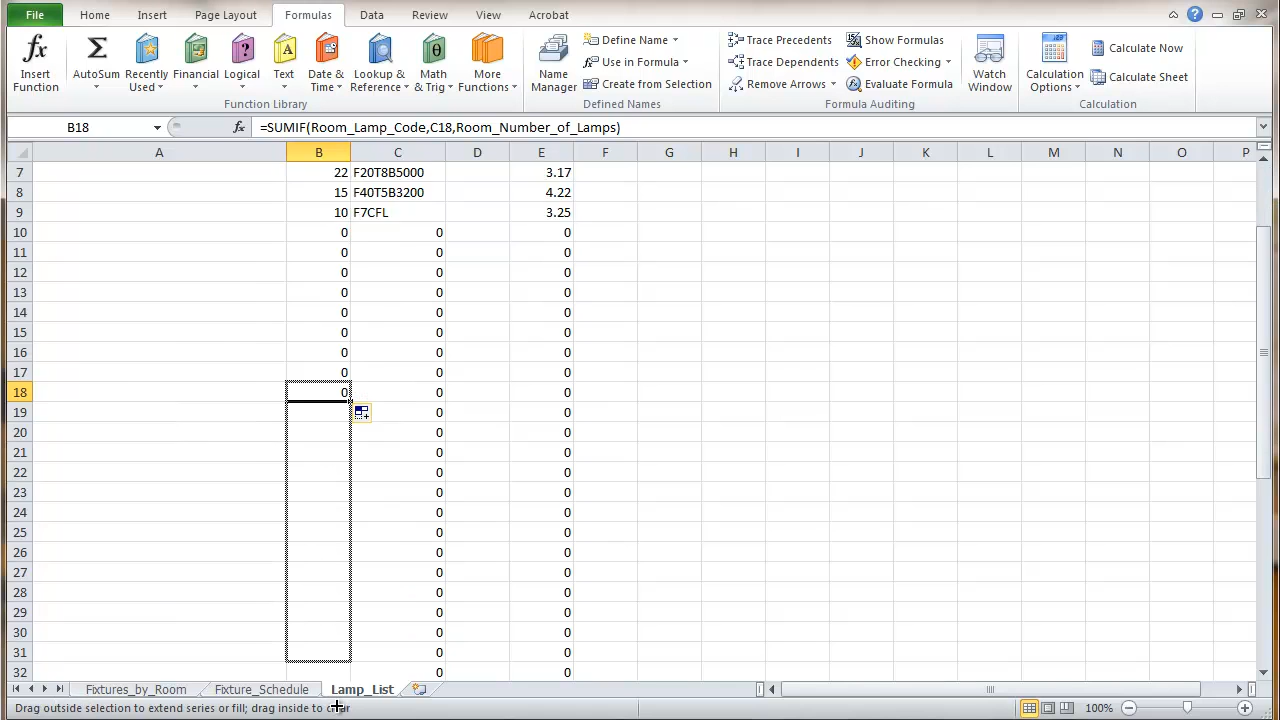 File Home Insert Page Layout Formulas Data Review View Acrobat
Insert Function AutoSum Recently Used Financial Logical Text Date & Time Lookup & Reference Math & Trig More Functions
Function Library
Name Manager Define Name Use in Formula Create from Selection
Defined Names
Trace Precedents Trace Dependents Remove Arrows Show Formulas Error Checking Evaluate Formula Watch Window
Formula Auditing
Calculation Options Calculate Now Calculate Sheet
Calculation
B18 fx =SUMIF(Room_Lamp_Code,C18,Room_Number_of_Lamps)
A B C D E F G H I J K L M N O P
7 22 F20T8B5000 3.17
8 15 F40T5B3200 4.22
9 10 F7CFL 3.25
10 0 0 0
11 0 0 0
12 0 0 0
13 0 0 0
14 0 0 0
15 0 0 0
16 0 0 0
17 0 0 0
18 0 0 0
19 0 0
20 0 0
21 0 0
22 0 0
23 0 0
24 0 0
25 0 0
26 0 0
27 0 0
28 0 0
29 0 0
30 0 0
31 0 0
32 0 0
Fixtures_by_Room Fixture_Schedule Lamp_List
Drag outside selection to extend series or fill; drag inside to clear 100%